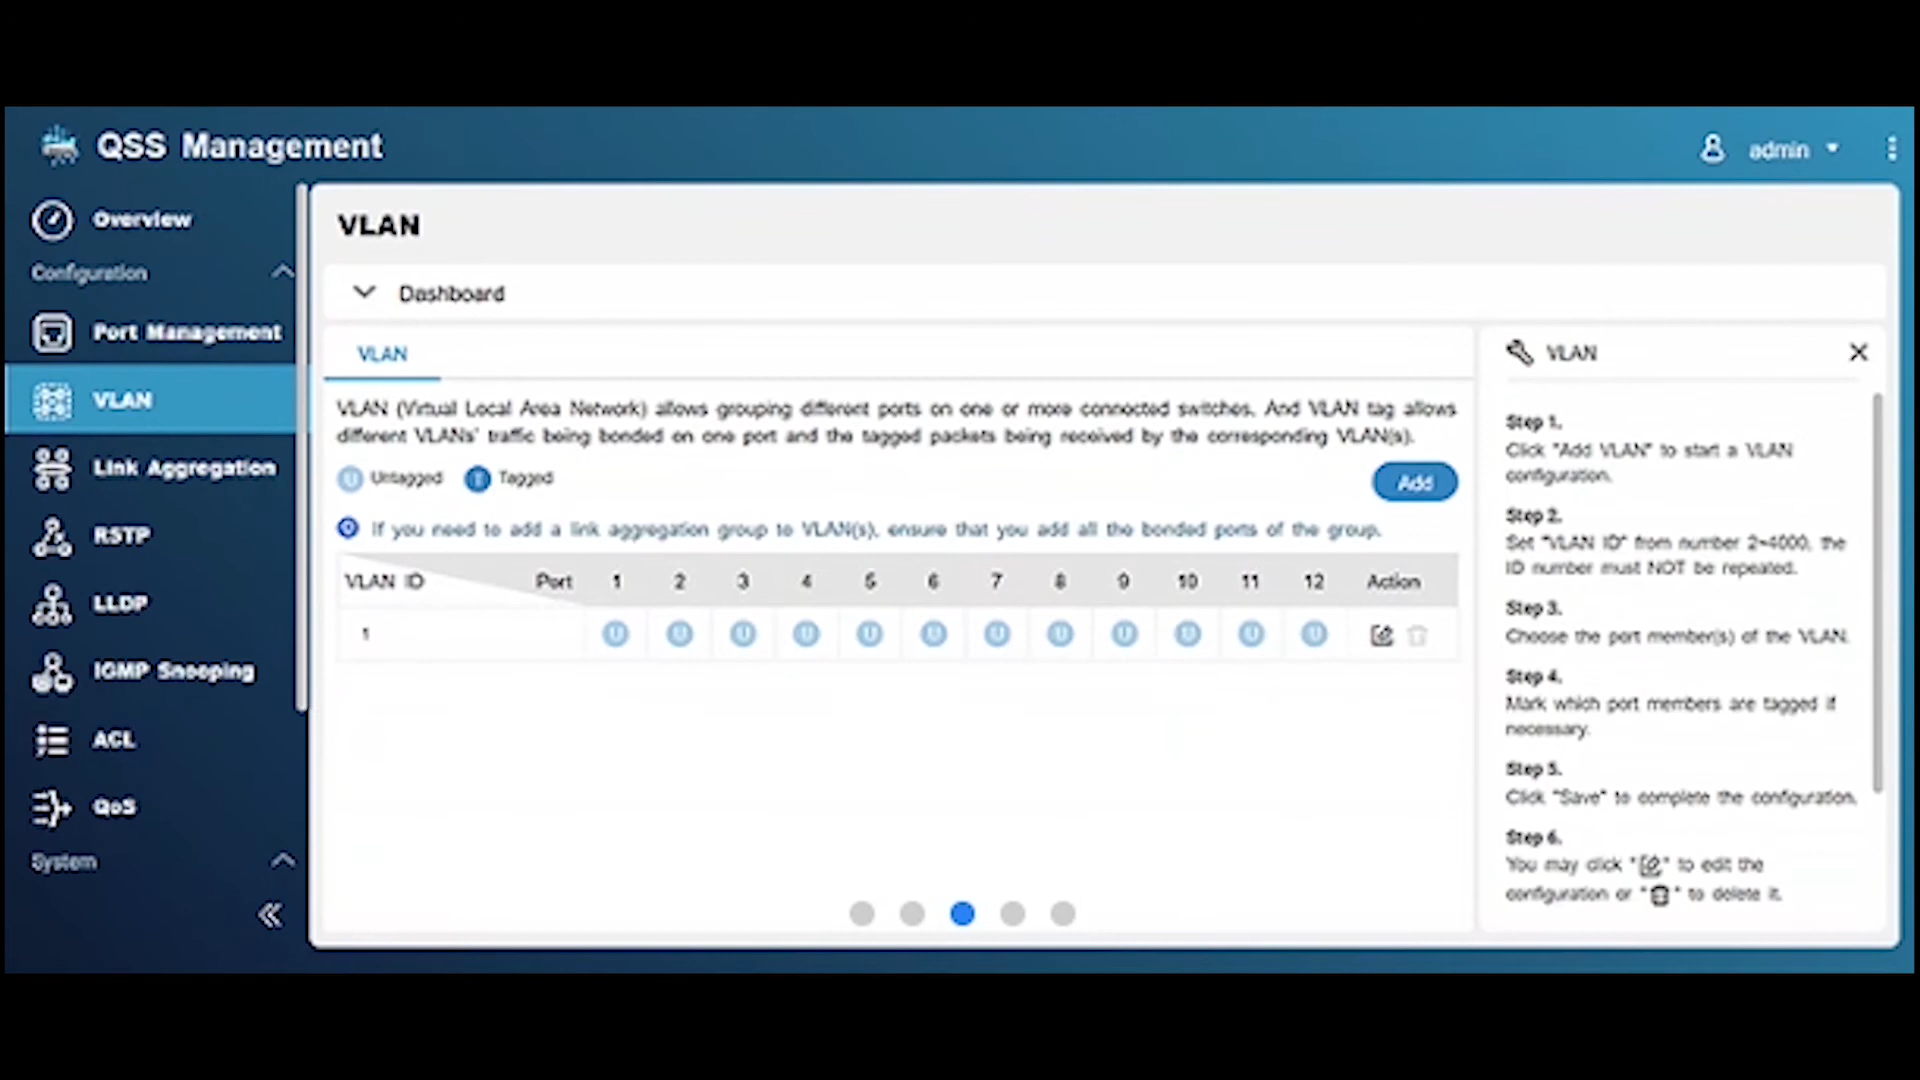 QSS Management
admin
Overview
Configuration
Port Management
VLAN
Link Aggregation
RSTP
LLDP
IGMP Snooping
ACL
QoS
System
VLAN
Dashboard
VLAN
VLAN (Virtual Local Area Network) allows grouping different ports on one or more connected switches. And VLAN tag allows
different VLANs' traffic being bonded on one port and the tagged packets being received by the corresponding VLAN(s).
U Untagged T Tagged
Add
If you need to add a link aggregation group to VLAN(s), ensure that you add all the bonded ports of the group.
VLAN ID Port 1 2 3 4 5 6 7 8 9 10 11 12 Action
1 U U U U U U U U U U U U
VLAN
Step 1.
Click "Add VLAN" to start a VLAN
configuration.
Step 2.
Set "VLAN ID" from number 2~4000, the
ID number must NOT be repeated.
Step 3.
Choose the port member(s) of the VLAN.
Step 4.
Mark which port members are tagged if
necessary.
Step 5.
Click "Save" to complete the configuration.
Step 6.
You may click " " to edit the
configuration or " " to delete it.